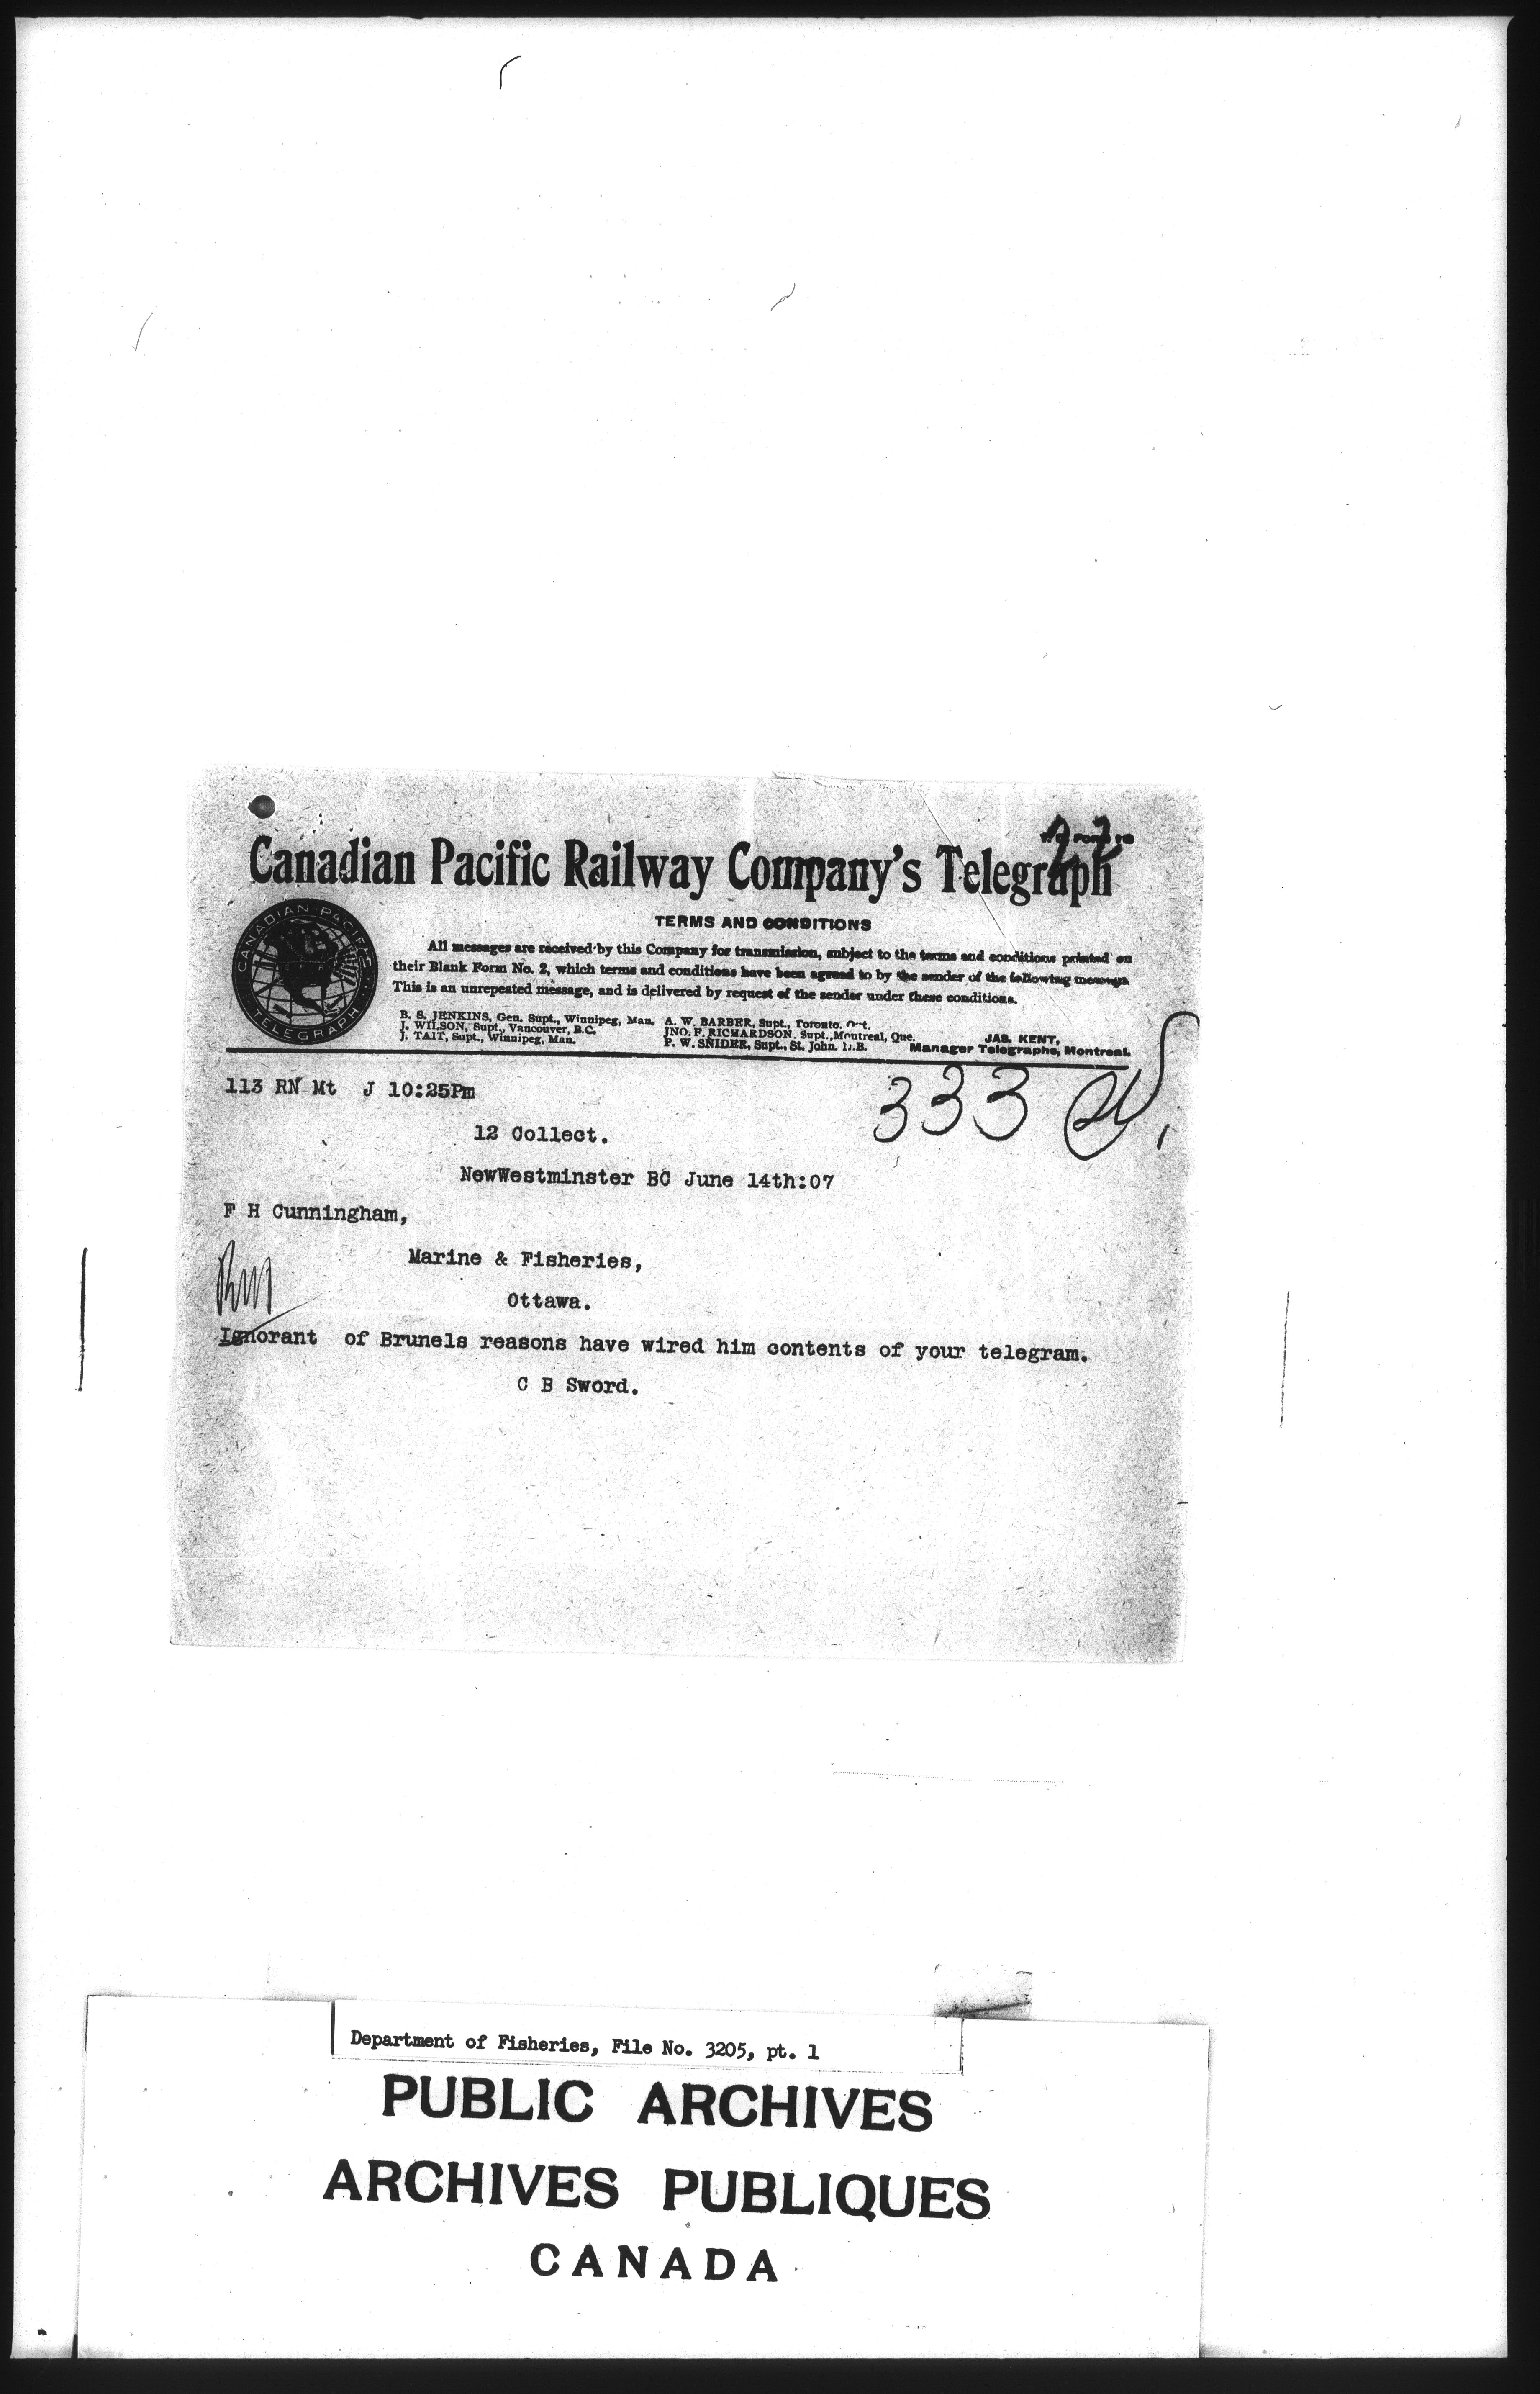 Canadian Pacific Railway Company's Telegraph
TERMS AND CONDITIONS
All messages are received by this Company for transmission, subject to the terms and conditions printed on
their Blank Form No. 2, which terms and conditions have been agreed to by the sender of the following message.
This is an unrepeated message, and is delivered by request of the sender under these conditions.
CANADIAN PACIFIC
TELEGRAPH
B. S. JENKINS, Gen. Supt., Winnipeg, Man.
J. WILSON, Supt., Vancouver, B.C.
J. TAIT, Supt., Winnipeg, Man.
A. W. BARBER, Supt., Toronto, Ont.
JNO. F. RICHARDSON, Supt., Montreal, Que.
P. W. SNIDER, Supt., St. John. N.B.
JAS. KENT,
Manager Telegraphs, Montreal.
333
113 RN Mt J 10:25Pm
12 Collect.
NewWestminster BC June 14th:07
F H Cunningham,
Marine & Fisheries,
Ottawa.
Ignorant of Brunels reasons have wired him contents of your telegram.
C B Sword.
Department of Fisheries, File No. 3205, pt. 1
PUBLIC ARCHIVES
ARCHIVES PUBLIQUES
CANADA